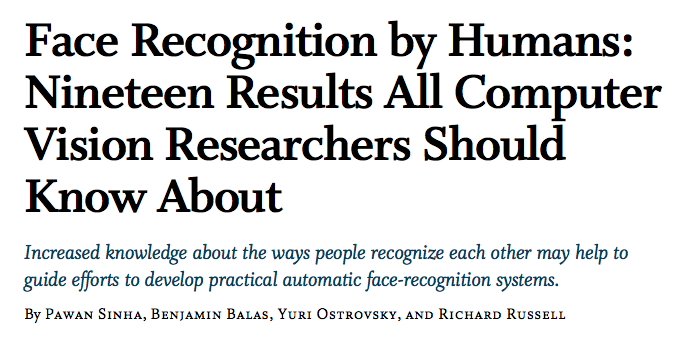 Face Recognition by Humans:
Nineteen Results All Computer
Vision Researchers Should
Know About
Increased knowledge about the ways people recognize each other may help to
guide efforts to develop practical automatic face-recognition systems.
By Pawan Sinha, Benjamin Balas, Yuri Ostrovsky, and Richard Russell